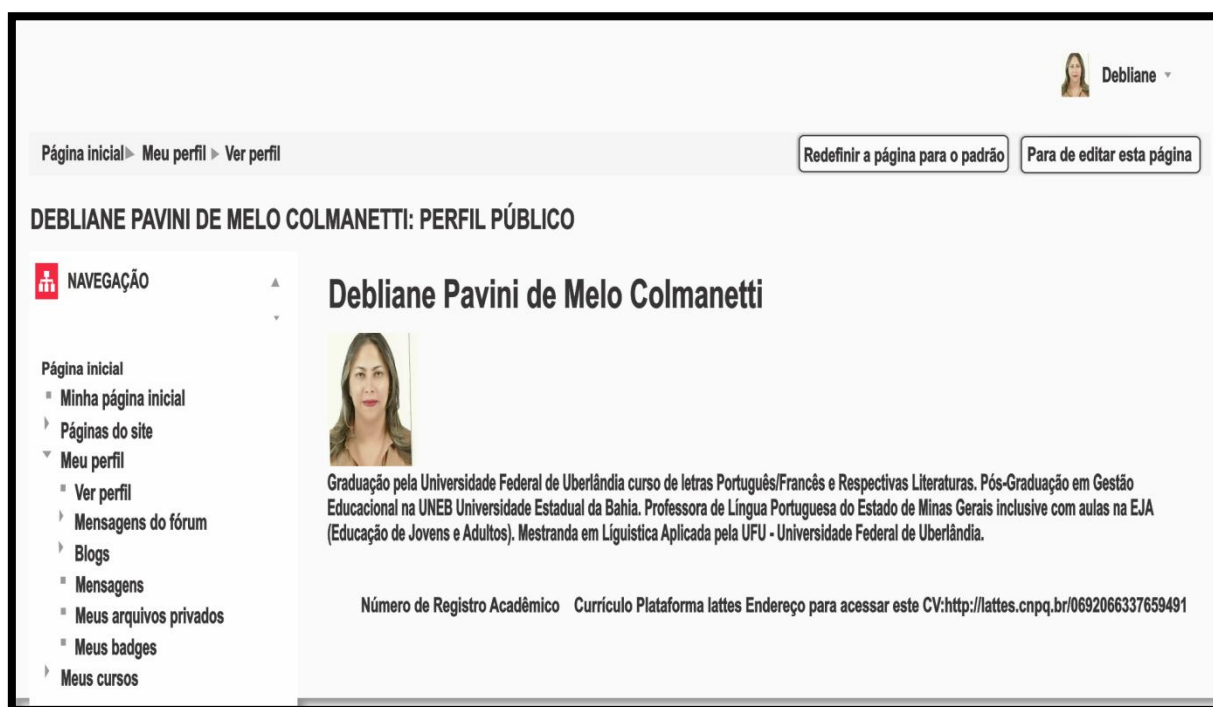 Debliane
Página inicial Meu perfil Ver perfil
Redefinir a página para o padrão Para de editar esta página
DEBLIANE PAVINI DE MELO COLMANETTI: PERFIL PÚBLICO
NAVEGAÇÃO
Página inicial
Minha página inicial
Páginas do site
Meu perfil
Ver perfil
Mensagens do fórum
Blogs
Mensagens
Meus arquivos privados
Meus badges
Meus cursos
Debliane Pavini de Melo Colmanetti
Graduação pela Universidade Federal de Uberlândia curso de letras Português/Francês e Respectivas Literaturas. Pós-Graduação em Gestão
Educacional na UNEB Universidade Estadual da Bahia. Professora de Língua Portuguesa do Estado de Minas Gerais inclusive com aulas na EJA
(Educação de Jovens e Adultos). Mestranda em Líguistica Aplicada pela UFU - Universidade Federal de Uberlândia.
Número de Registro Acadêmico Currículo Plataforma lattes Endereço para acessar este CV:http://lattes.cnpq.br/0692066337659491